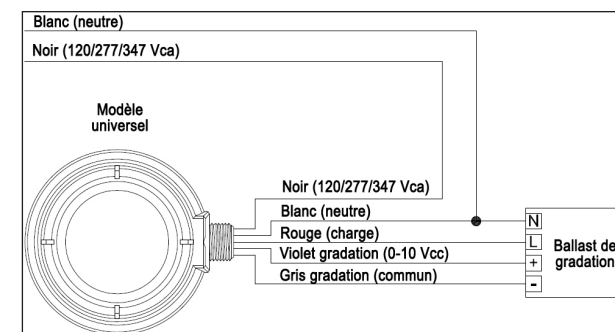 Blanc (neutre)
Noir (120/277/347 Vca)
Modèle
universel
Noir (120/277/347 Vca)
Blanc (neutre)
Rouge (charge)
Violet gradation (0-10 Vcc)
Gris gradation (commun)
N
L
+
-
Ballast de
gradation